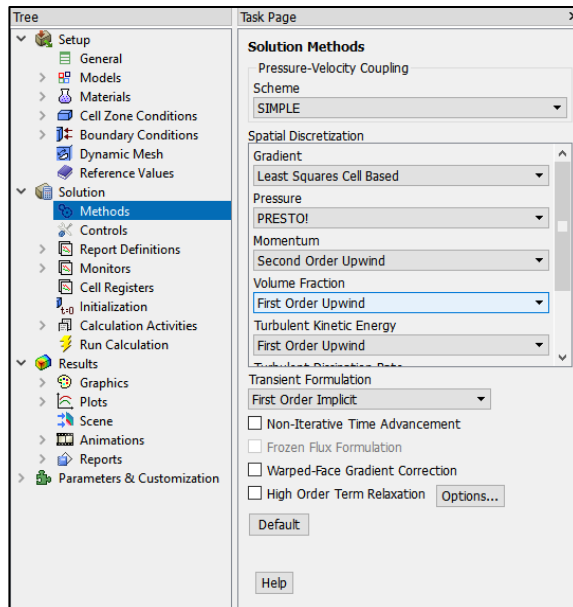 Tree
Setup
General
Models
Materials
Cell Zone Conditions
Boundary Conditions
Dynamic Mesh
Reference Values
Solution
Methods
Controls
Report Definitions
Monitors
Cell Registers
t=0 Initialization
Calculation Activities
Run Calculation
Results
Graphics
Plots
Scene
Animations
Reports
Parameters & Customization
Task Page
Solution Methods
Pressure-Velocity Coupling
Scheme
SIMPLE
Spatial Discretization
Gradient
Least Squares Cell Based
Pressure
PRESTO!
Momentum
Second Order Upwind
Volume Fraction
First Order Upwind
Turbulent Kinetic Energy
First Order Upwind
Turbulent Dissipation Rate
Transient Formulation
First Order Implicit
Non-Iterative Time Advancement
Frozen Flux Formulation
Warped-Face Gradient Correction
High Order Term Relaxation Options...
Default
Help